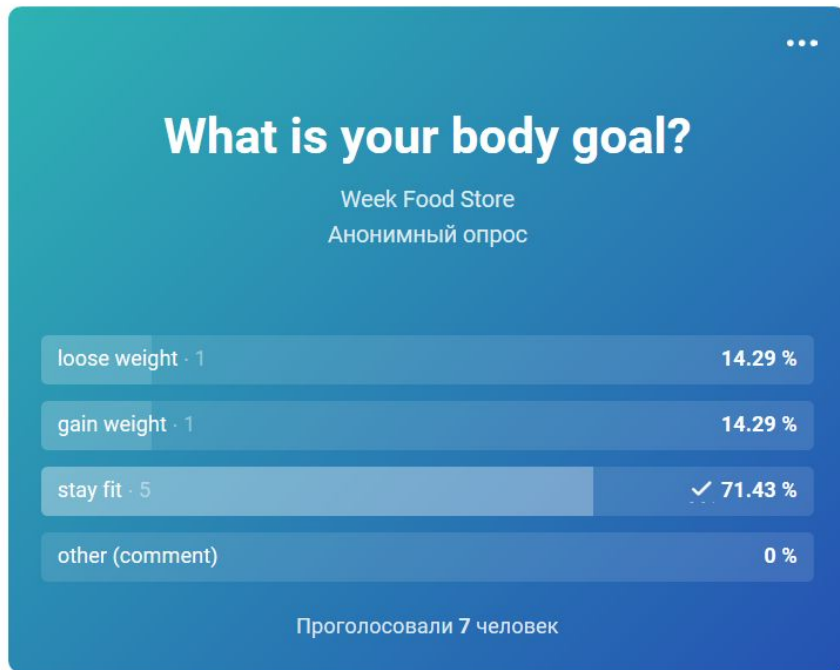 What is your body goal?
Week Food Store
Анонимный опрос
loose weight · 1 14.29 %
gain weight · 1 14.29 %
stay fit · 5 71.43 %
other (comment) 0 %
Проголосовали 7 человек